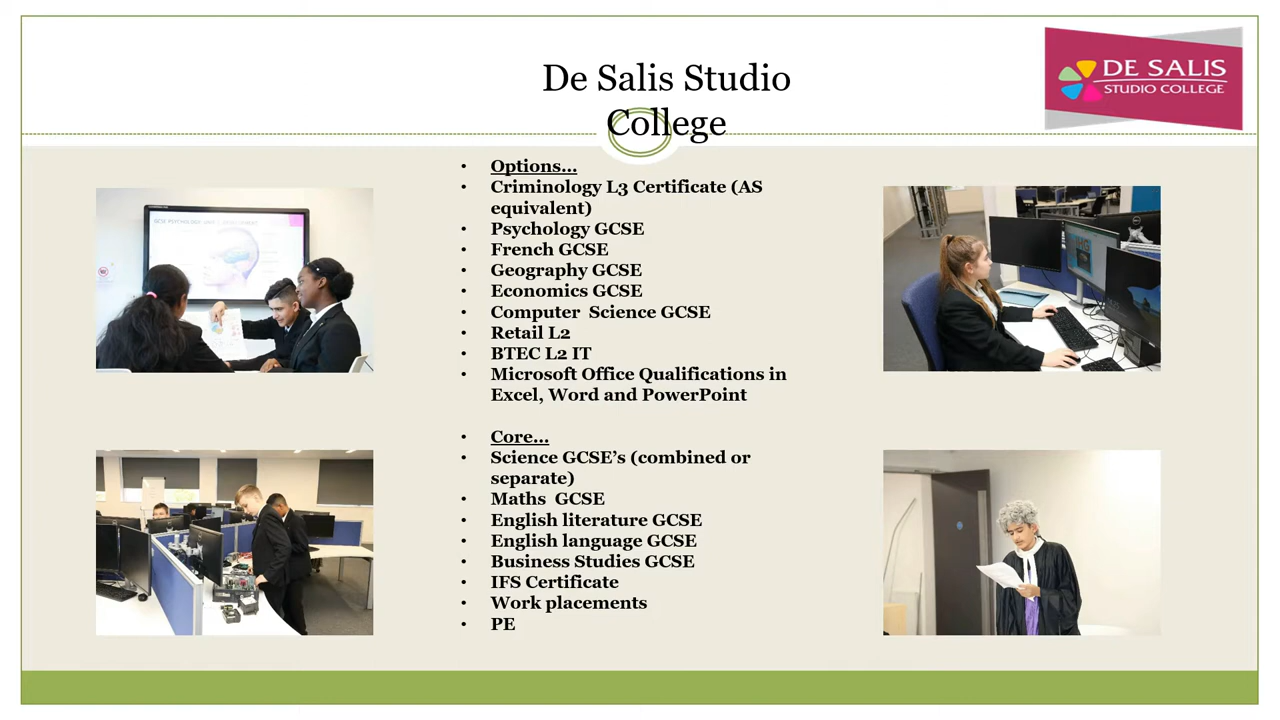 De Salis Studio
College
DE SALIS
STUDIO COLLEGE
• Options...
• Criminology L3 Certificate (AS
equivalent)
• Psychology GCSE
• French GCSE
• Geography GCSE
• Economics GCSE
• Computer  Science GCSE
• Retail L2
• BTEC L2 IT
• Microsoft Office Qualifications in
Excel, Word and PowerPoint
• Core...
• Science GCSE’s (combined or
separate)
• Maths  GCSE
• English literature GCSE
• English language GCSE
• Business Studies GCSE
• IFS Certificate
• Work placements
• PE